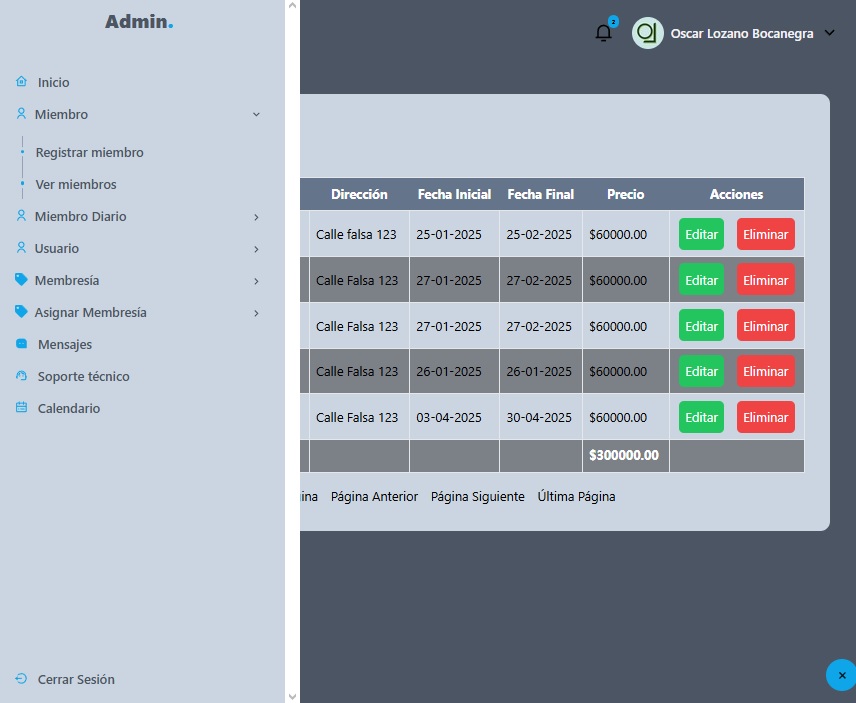 Admin.
Inicio
Miembro
Registrar miembro
Ver miembros
Miembro Diario
Usuario
Membresía
Asignar Membresía
Mensajes
Soporte técnico
Calendario
Cerrar Sesión
2
Oscar Lozano Bocanegra
Dirección Fecha Inicial Fecha Final Precio Acciones
Calle falsa 123 25-01-2025 25-02-2025 $60000.00 Editar Eliminar
Calle Falsa 123 27-01-2025 27-02-2025 $60000.00 Editar Eliminar
Calle Falsa 123 27-01-2025 27-02-2025 $60000.00 Editar Eliminar
Calle Falsa 123 26-01-2025 26-01-2025 $60000.00 Editar Eliminar
Calle Falsa 123 03-04-2025 30-04-2025 $60000.00 Editar Eliminar
$300000.00
ina Página Anterior Página Siguiente Última Página